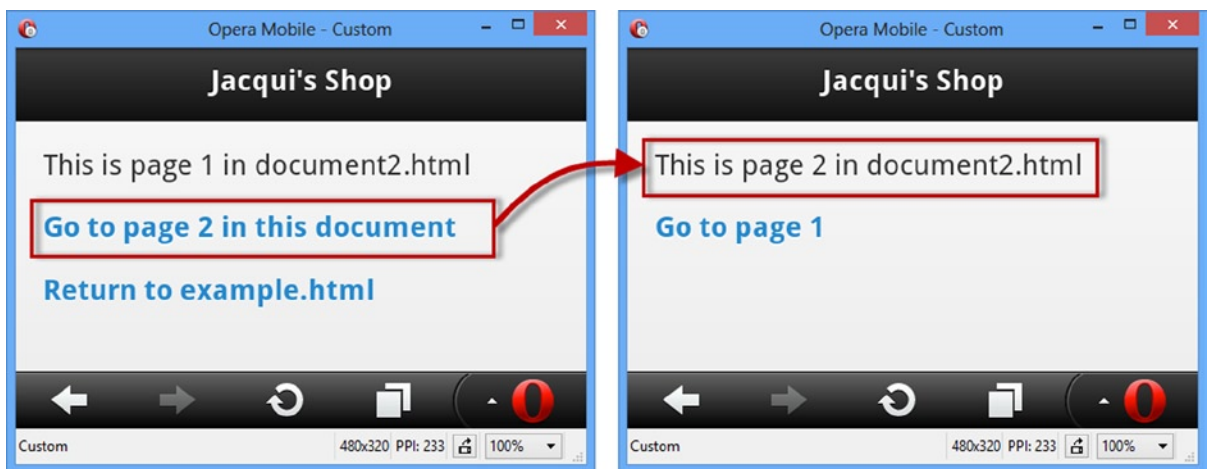 Opera Mobile - Custom
Jacqui's Shop
This is page 1 in document2.html
Go to page 2 in this document
Return to example.html
Custom
480x320 PPI: 233
100%
Opera Mobile - Custom
Jacqui's Shop
This is page 2 in document2.html
Go to page 1
Custom
480x320 PPI: 233
100%